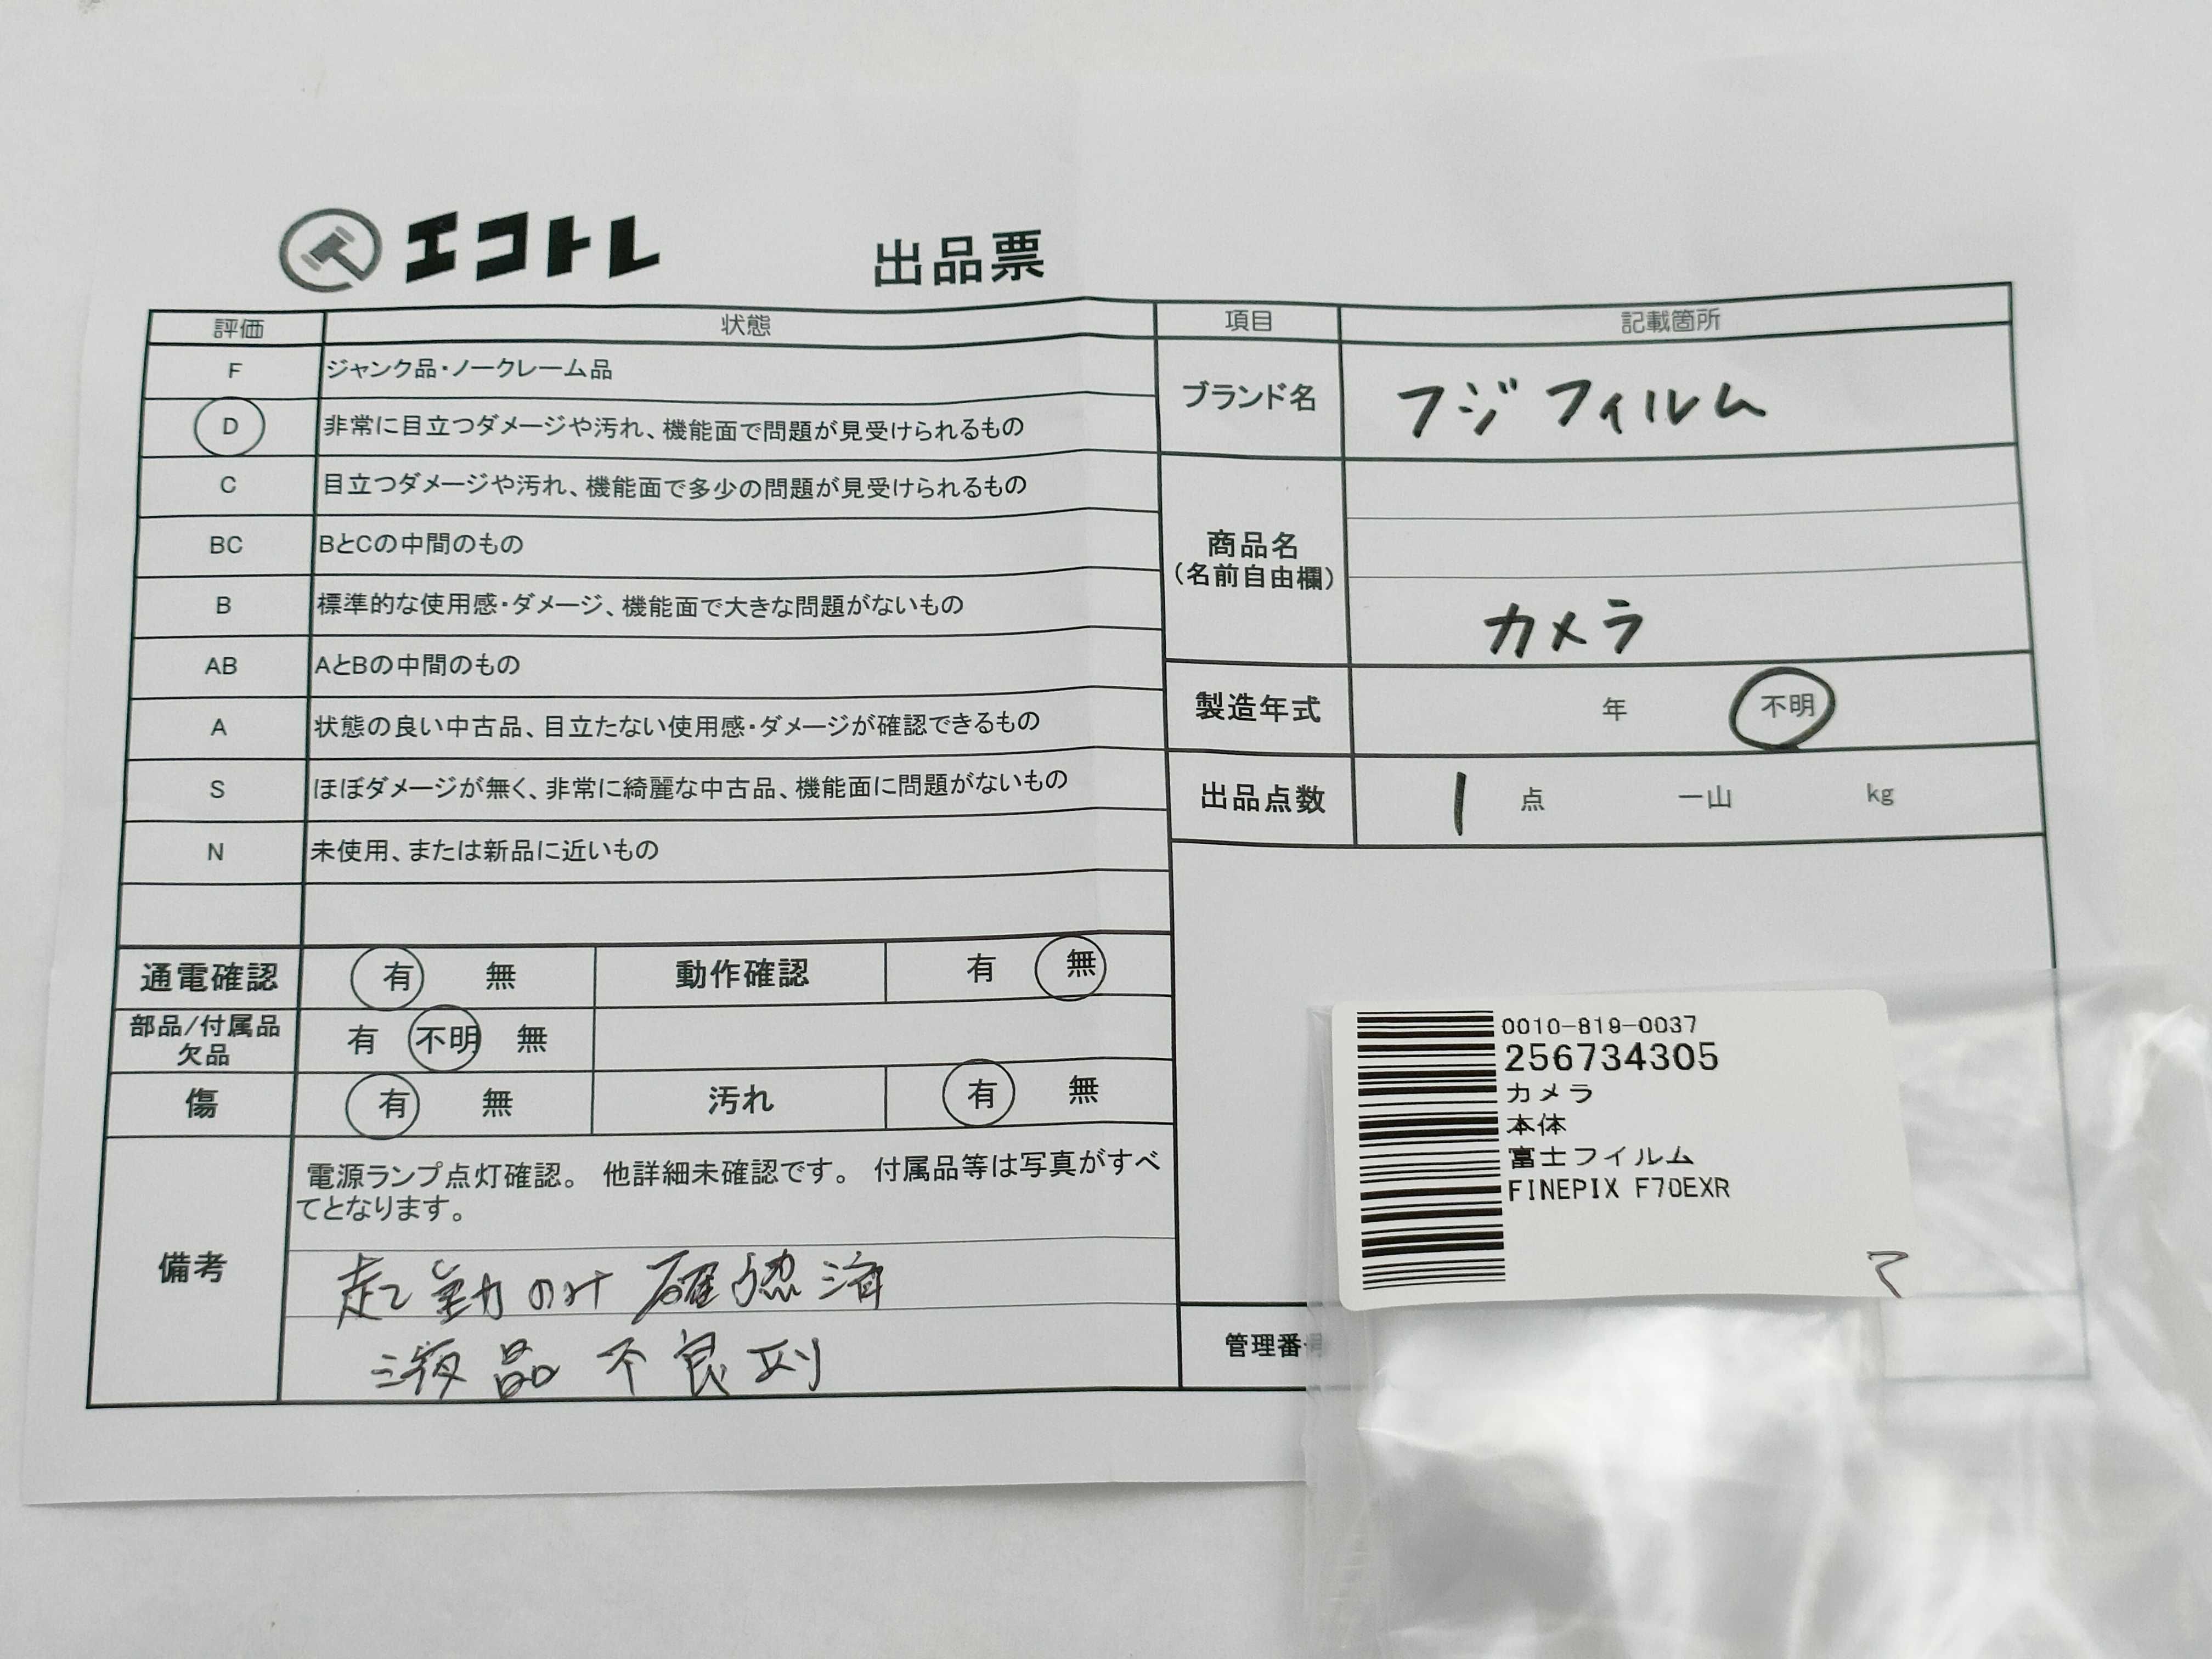 エコトレ 出品票
評価 状態
F ジャンク品・ノークレーム品
D 非常に目立つダメージや汚れ、機能面で問題が見受けられるもの
C 目立つダメージや汚れ、機能面で多少の問題が見受けられるもの
BC BとCの中間のもの
B 標準的な使用感・ダメージ、機能面で大きな問題がないもの
AB AとBの中間のもの
A 状態の良い中古品、目立たない使用感・ダメージが確認できるもの
S ほぼダメージが無く、非常に綺麗な中古品、機能面に問題がないもの
N 未使用、または新品に近いもの
通電確認 有 無 動作確認 有 無
部品/付属品
欠品 有 不明 無
傷 有 無 汚れ 有 無
備考
電源ランプ点灯確認。 他詳細未確認です。 付属品等は写真がすべ
てとなります。
起動のみ確認済
液晶不良
項目 記載箇所
ブランド名 フジフィルム
商品名
(名前自由欄)
カメラ
製造年式 年 不明
出品点数 1 点 一山 kg
管理番
0010-819-0037
256734305
カメラ
本体
富士フイルム
FINEPIX F70EXR